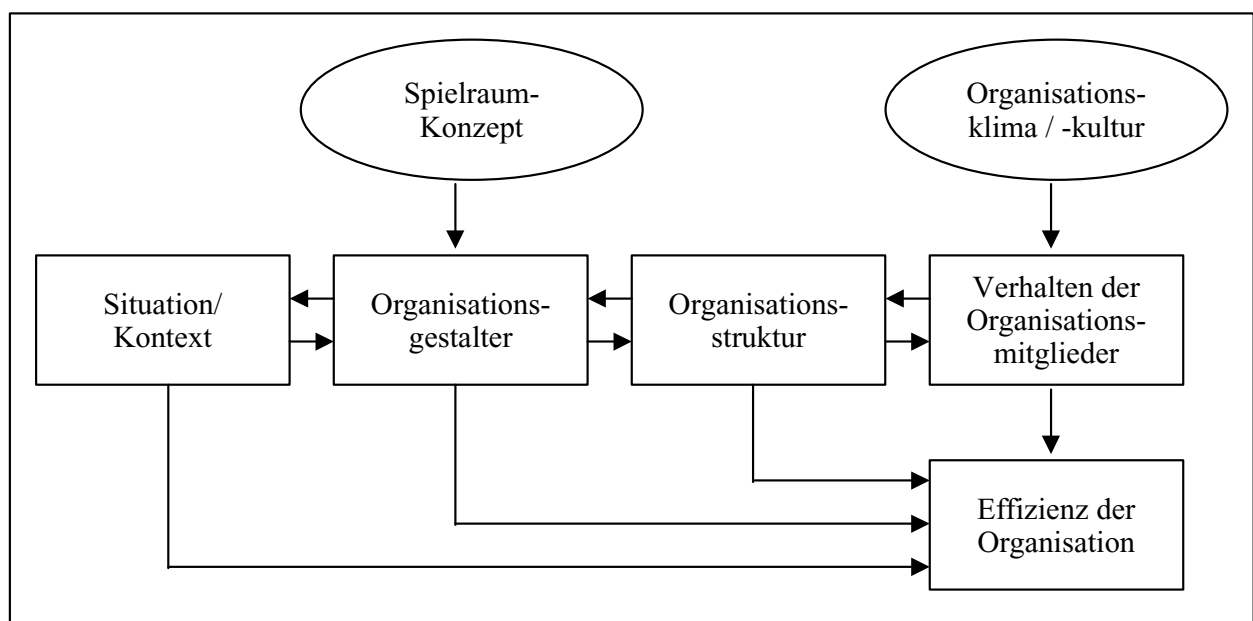 Spielraum-
Konzept
Organisations-
klima / -kultur
Situation/
Kontext
Organisations-
gestalter
Organisations-
struktur
Verhalten der
Organisations-
mitglieder
Effizienz der
Organisation